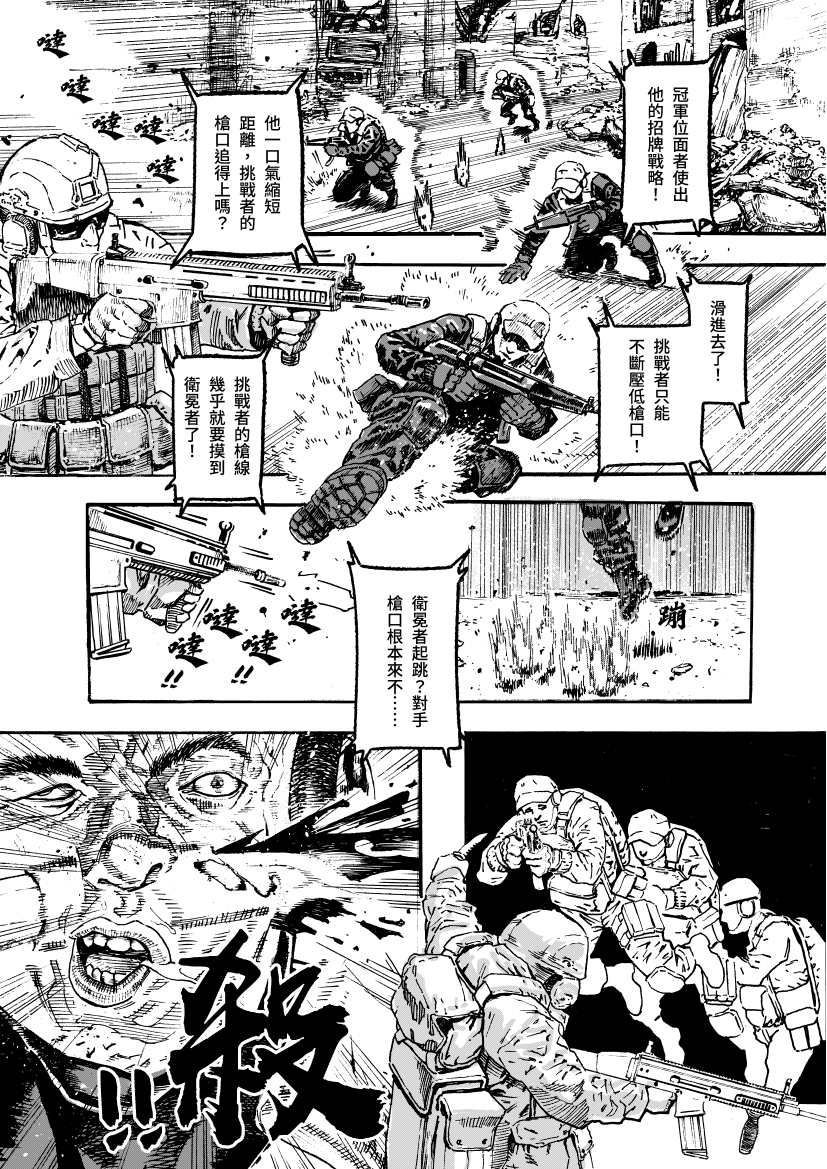 冠軍位面者使出
他的招牌戰略！
他一口氣縮短
距離，挑戰者的
槍口追得上嗎？
噠
噠
噠噠
噠
滑進去了！
挑戰者只能
不斷壓低槍口！
挑戰者的槍線
幾乎就要摸到
衛冕者了！
蹦
衛冕者起跳？對手
槍口根本來不……
噠
噠
噠
!!
!!
殺
!!